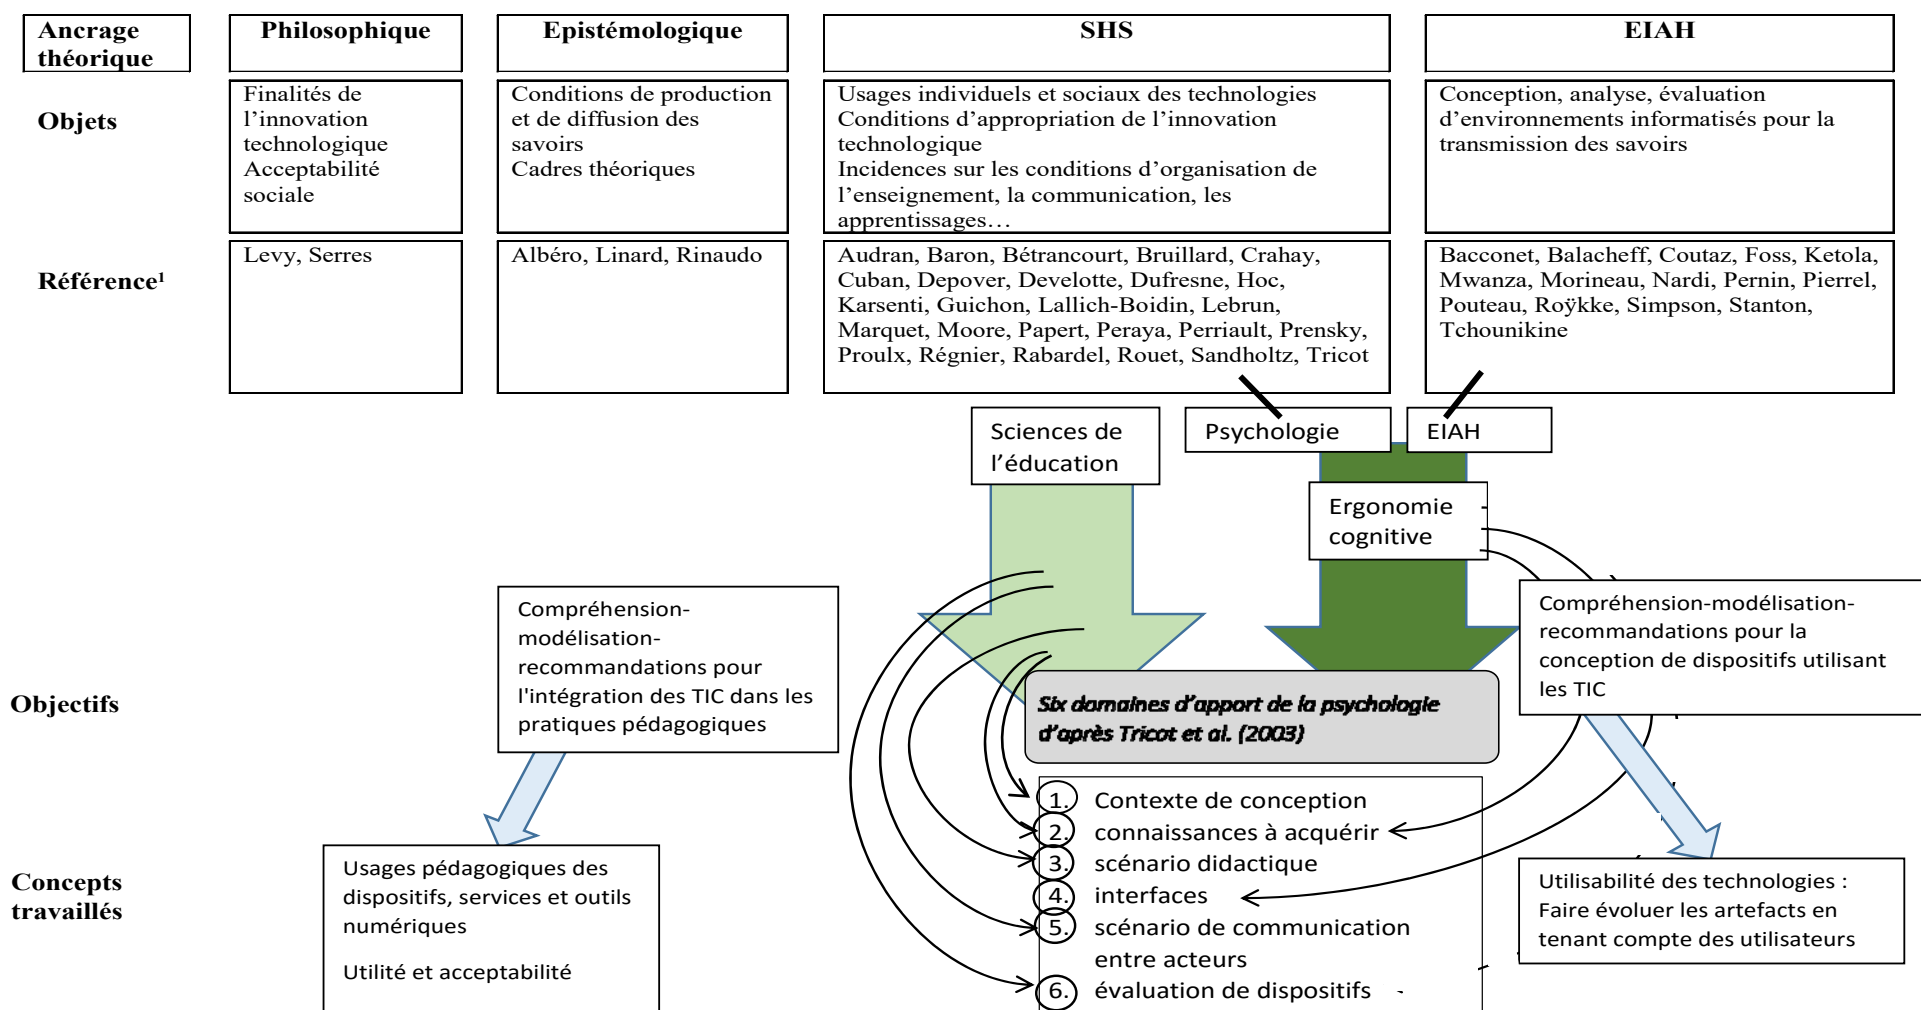 Ancrage
théorique
Philosophique
Epistémologique
SHS
EIAH
Objets
Finalités de
l’innovation
technologique
Acceptabilité
sociale
Conditions de production
et de diffusion des
savoirs
Cadres théoriques
Usages individuels et sociaux des technologies
Conditions d’appropriation de l’innovation
technologique
Incidences sur les conditions d’organisation de
l’enseignement, la communication, les
apprentissages…
Conception, analyse, évaluation
d’environnements informatisés pour la
transmission des savoirs
Référence¹
Levy, Serres
Albéro, Linard, Rinaudo
Audran, Baron, Bétrancourt, Bruillard, Crahay,
Cuban, Depover, Develotte, Dufresne, Hoc,
Karsenti, Guichon, Lallich-Boidin, Lebrun,
Marquet, Moore, Papert, Peraya, Perriault, Prensky,
Proulx, Régnier, Rabardel, Rouet, Sandholtz, Tricot
Bacconet, Balacheff, Coutaz, Foss, Ketola,
Mwanza, Morineau, Nardi, Pernin, Pierrel,
Pouteau, Roÿkke, Simpson, Stanton,
Tchounikine
Sciences de
l’éducation
Psychologie
EIAH
Ergonomie
cognitive
Objectifs
Compréhension-
modélisation-
recommandations pour
l'intégration des TIC dans les
pratiques pédagogiques
Six domaines d’apport de la psychologie
d’après Tricot et al. (2003)
Compréhension-modélisation-
recommandations pour la
conception de dispositifs utilisant
les TIC
Concepts
travaillés
Usages pédagogiques des
dispositifs, services et outils
numériques
Utilité et acceptabilité
1. Contexte de conception
2. connaissances à acquérir
3. scénario didactique
4. interfaces
5. scénario de communication
entre acteurs
6. évaluation de dispositifs
Utilisabilité des technologies :
Faire évoluer les artefacts en
tenant compte des utilisateurs